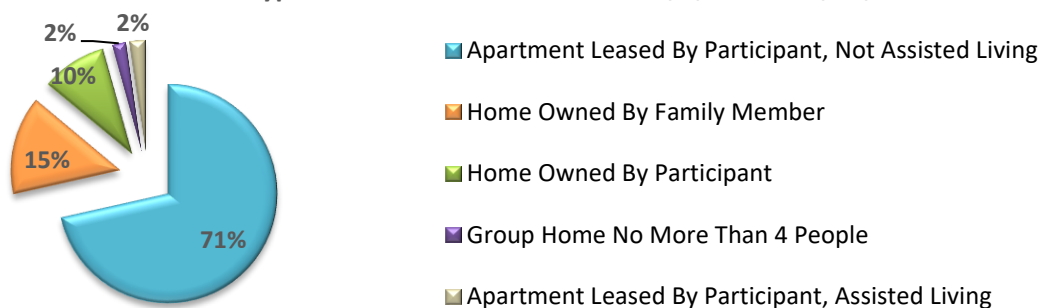 2%
2%
10%
15%
71%
Apartment Leased By Participant, Not Assisted Living
Home Owned By Family Member
Home Owned By Participant
Group Home No More Than 4 People
Apartment Leased By Participant, Assisted Living